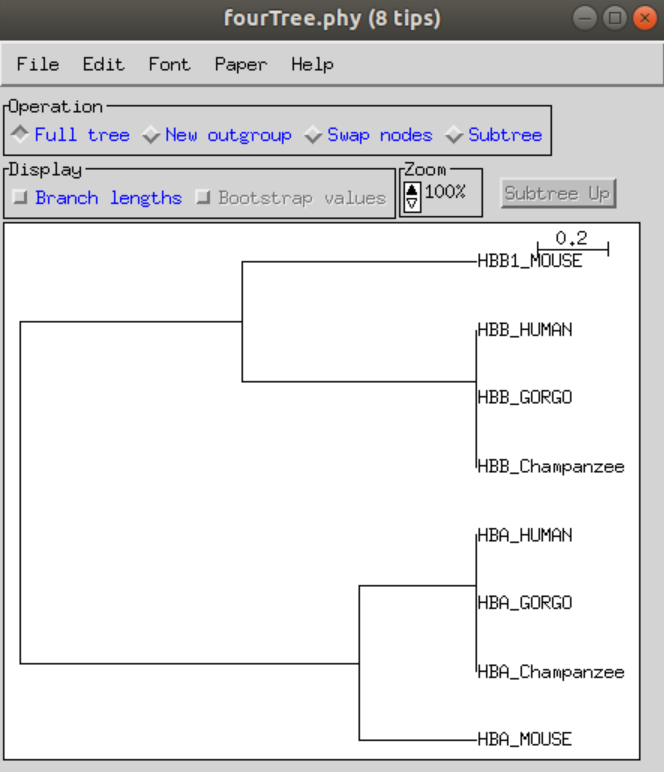 fourTree.phy (8 tips)
File Edit Font Paper Help
Operation
Full tree New outgroup Swap nodes Subtree
Display
Branch lengths Bootstrap values
Zoom
100%
Subtree Up
0.2
HBB1_MOUSE
HBB_HUMAN
HBB_GORGO
HBB_Champanzee
HBA_HUMAN
HBA_GORGO
HBA_Champanzee
HBA_MOUSE